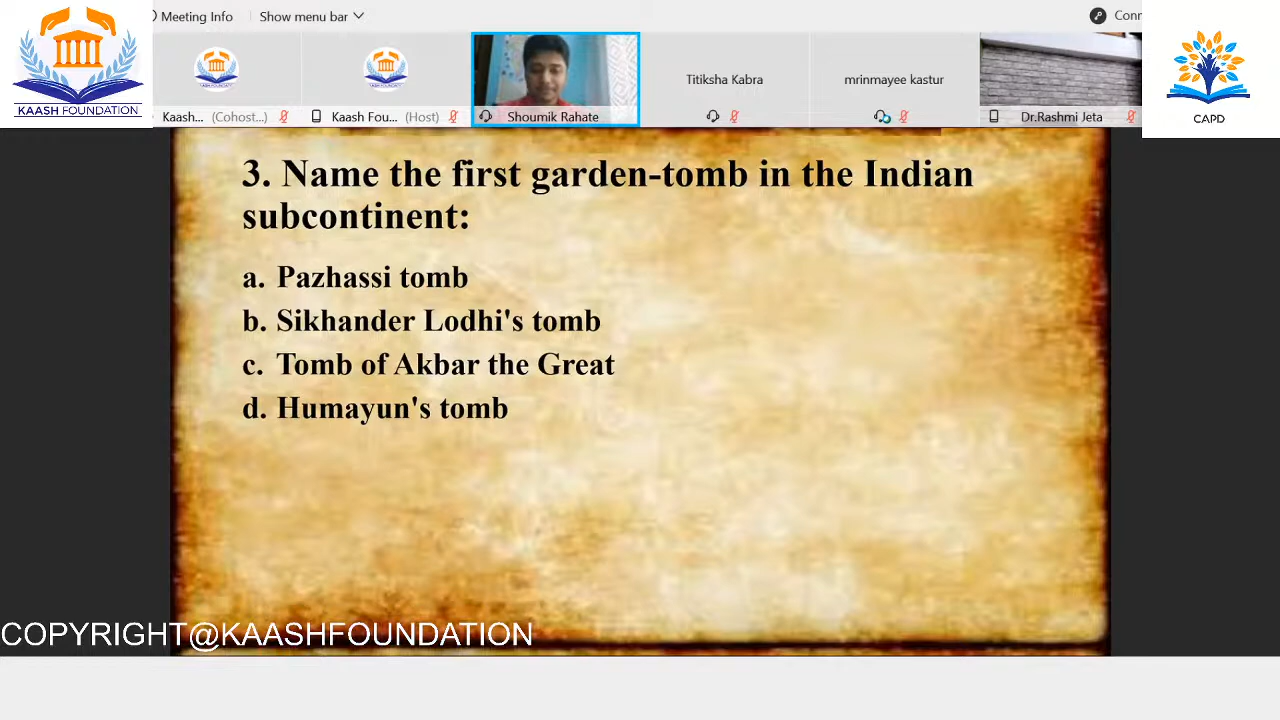 Meeting Info
Show menu bar
Conn
KAASH FOUNDATION
Kaash... (Cohost...)
Kaash Fou... (Host)
Shoumik Rahate
Titiksha Kabra
mrinmayee kastur
Dr.Rashmi Jeta
CAPD
3. Name the first garden-tomb in the Indian
subcontinent:
a. Pazhassi tomb
b. Sikhander Lodhi's tomb
c. Tomb of Akbar the Great
d. Humayun's tomb
COPYRIGHT@KAASHFOUNDATION